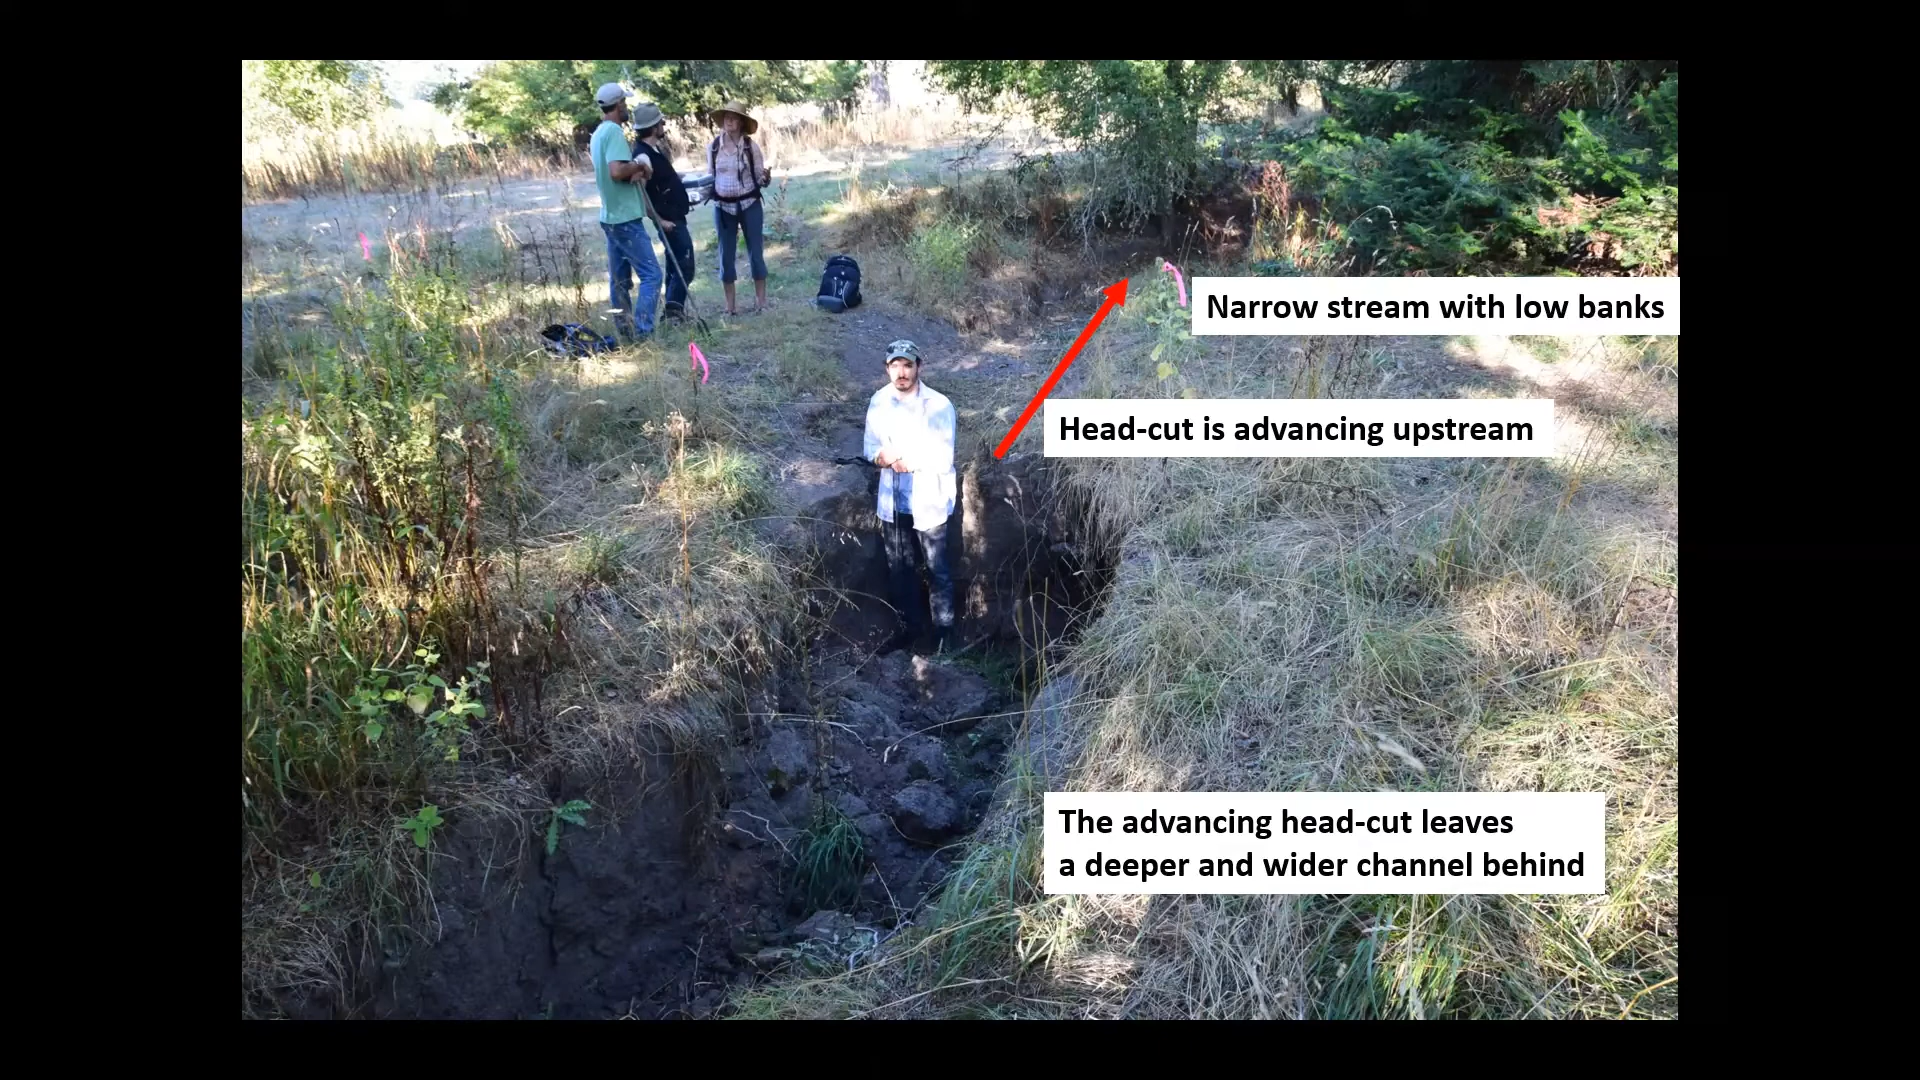 Narrow stream with low banks
Head-cut is advancing upstream
The advancing head-cut leaves
a deeper and wider channel behind